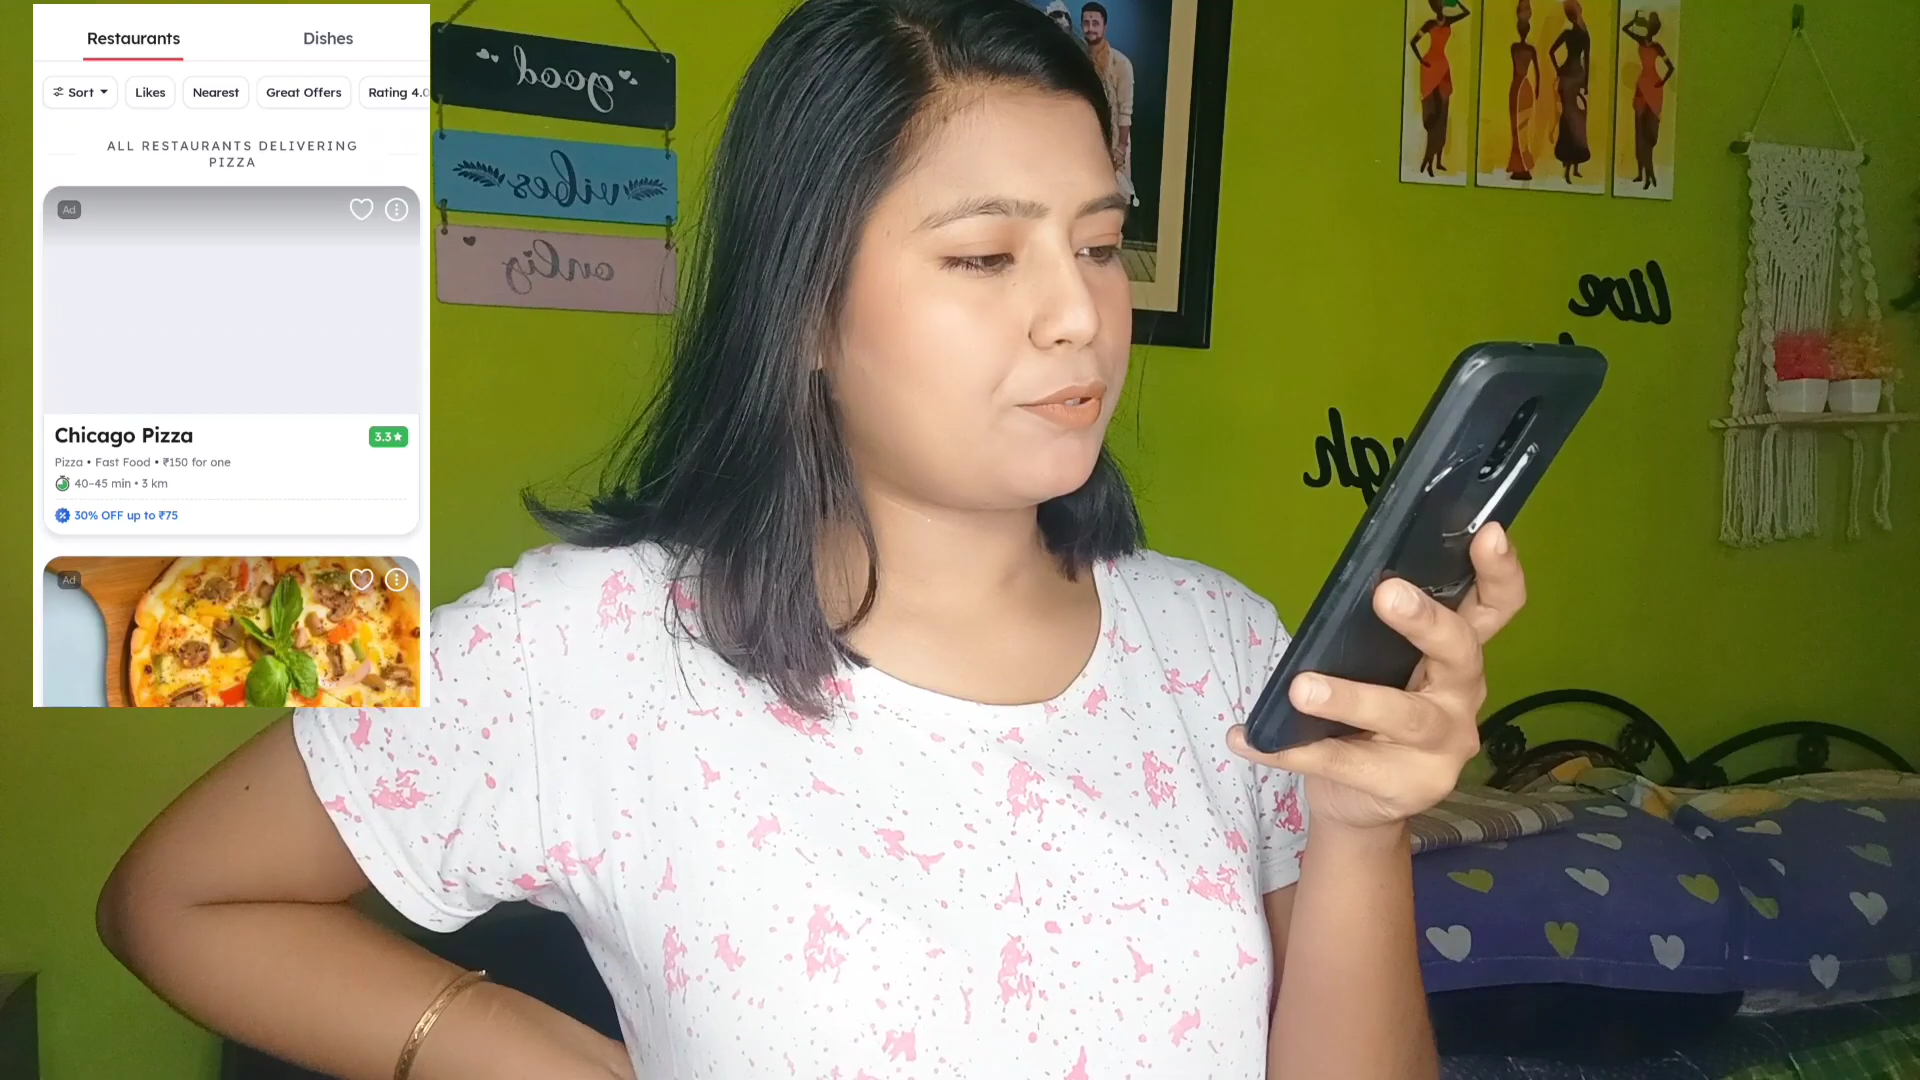 Restaurants
Dishes
Sort
Likes
Nearest
Great Offers
Rating 4.0
ALL RESTAURANTS DELIVERING
PIZZA
Ad
Chicago Pizza
3.3★
Pizza • Fast Food • ₹150 for one
40–45 min • 3 km
30% OFF up to ₹75
Ad
good
vibes
only
live